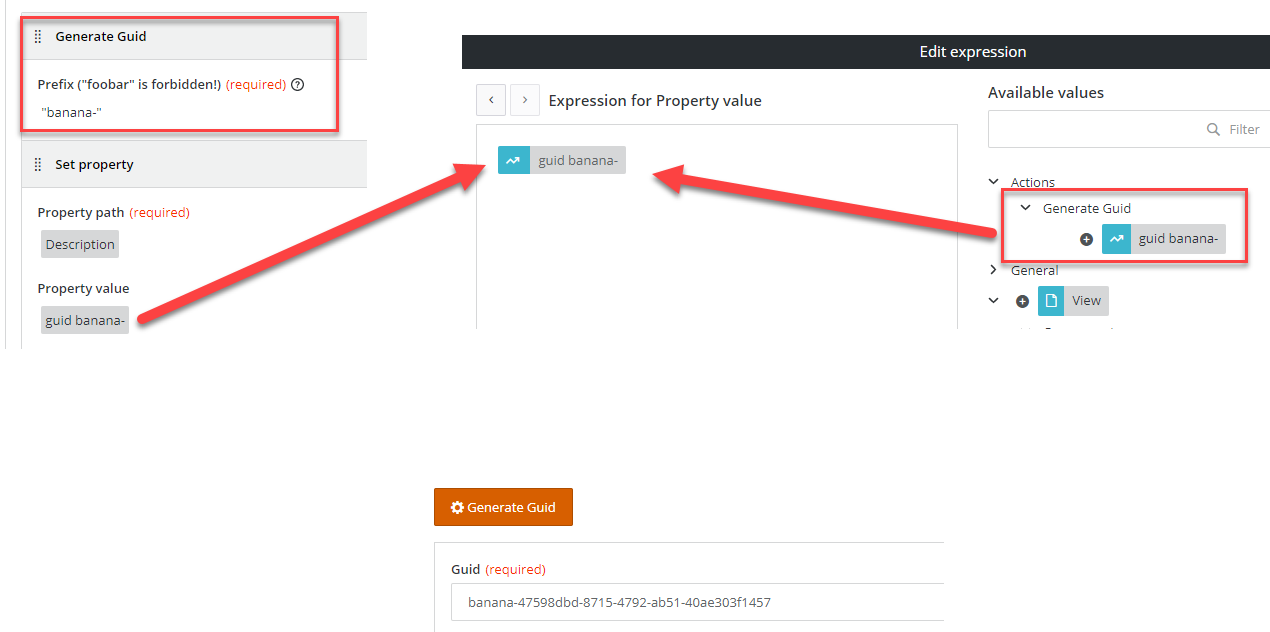 Generate Guid
Prefix ("foobar" is forbidden!) (required)
"banana-"
Set property
Property path (required)
Description
Property value
guid banana-
Edit expression
Expression for Property value
guid banana-
Available values
Filter
Actions
Generate Guid
guid banana-
General
View
Generate Guid
Guid (required)
banana-47598dbd-8715-4792-ab51-40ae303f1457